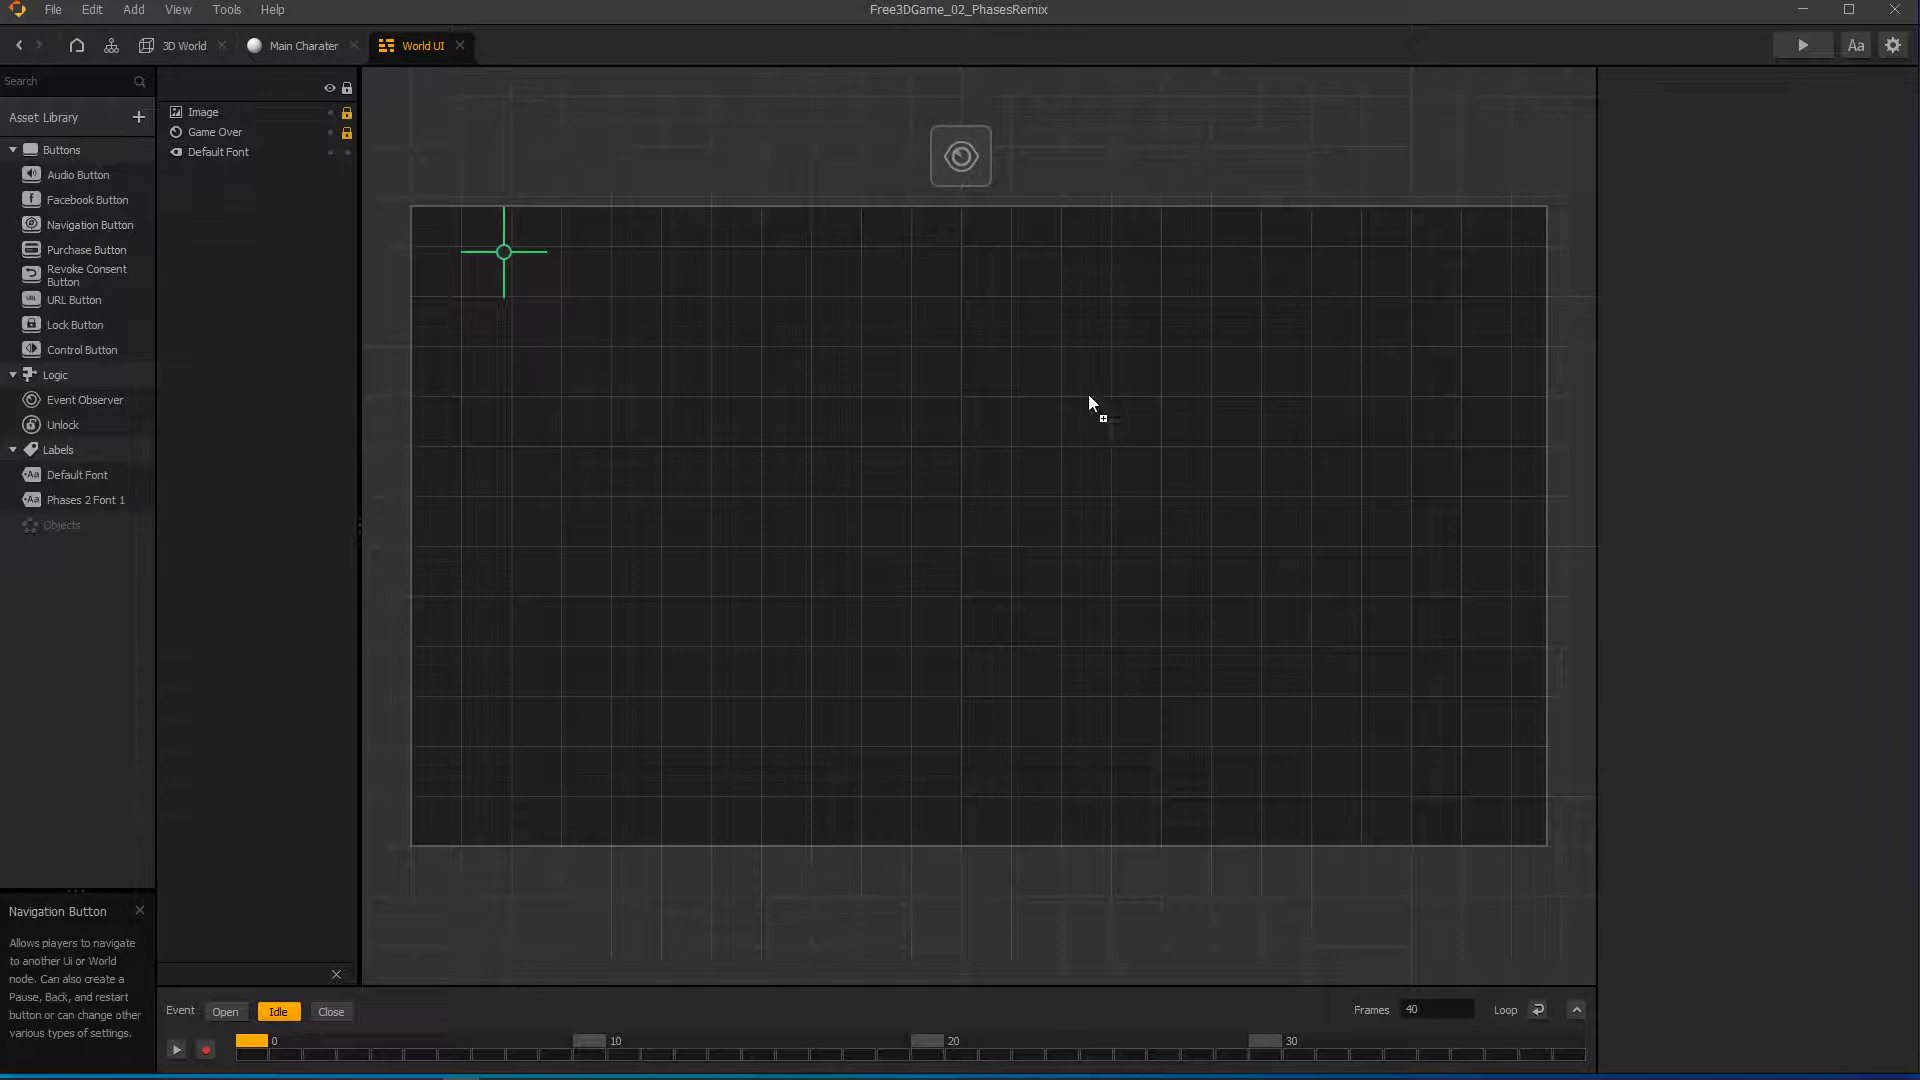 File Edit Add View Tools Help
Free3DGame_02_PhasesRemix
3D World
Main Charater
World UI
Aa
Search
Asset Library
Buttons
Audio Button
Facebook Button
Navigation Button
Purchase Button
Revoke Consent
Button
URL Button
Lock Button
Control Button
Logic
Event Observer
Unlock
Labels
Aa Default Font
Aa Phases 2 Font 1
Objects
Image
Game Over
Default Font
Navigation Button
Allows players to navigate
to another Ui or World
node. Can also create a
Pause, Back, and restart
button or can change other
various types of settings.
Event Open Idle Close
Frames 40 Loop
0 10 20 30